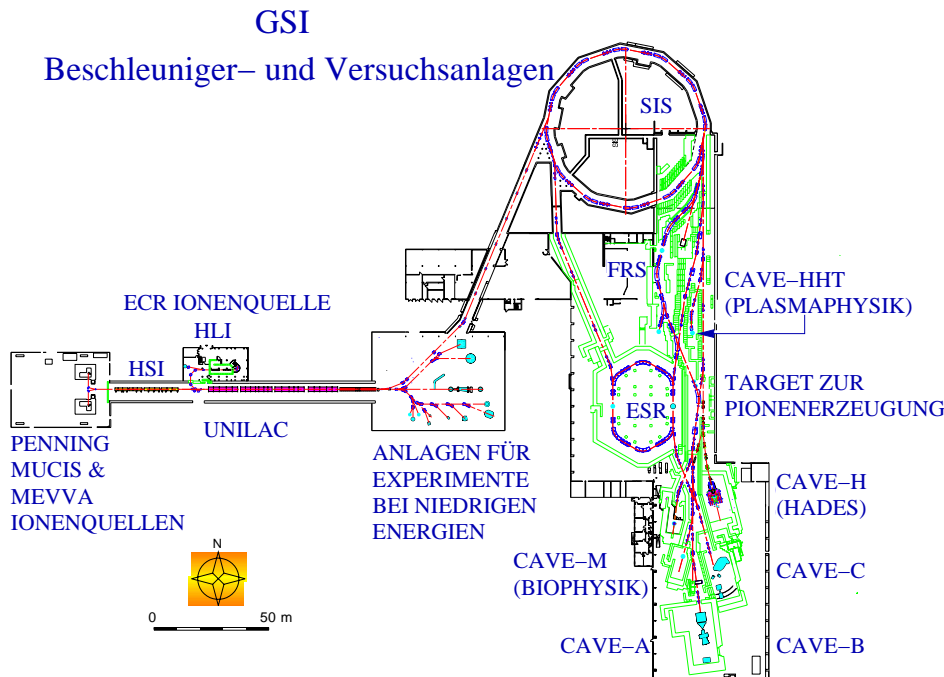 GSI
Beschleuniger– und Versuchsanlagen
SIS
FRS
CAVE–HHT
(PLASMAPHYSIK)
ECR IONENQUELLE
HLI
HSI
UNILAC
ESR
TARGET ZUR
PIONENERZEUGUNG
PENNING
MUCIS &
MEVVA
IONENQUELLEN
ANLAGEN FÜR
EXPERIMENTE
BEI NIEDRIGEN
ENERGIEN
CAVE–H
(HADES)
CAVE–M
(BIOPHYSIK)
CAVE–C
CAVE–A
CAVE–B
N
0 50 m